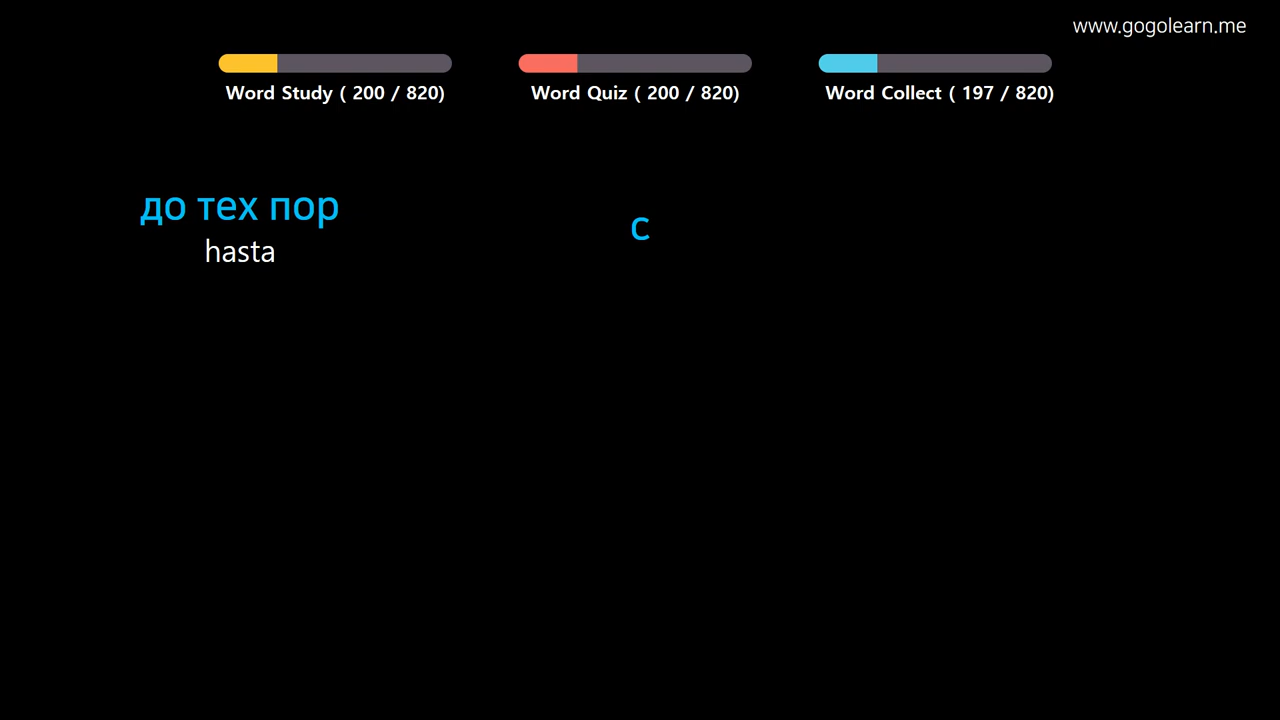 www.gogolearn.me
Word Study ( 200 / 820)
Word Quiz ( 200 / 820)
Word Collect ( 197 / 820)
до тех пор
hasta
с